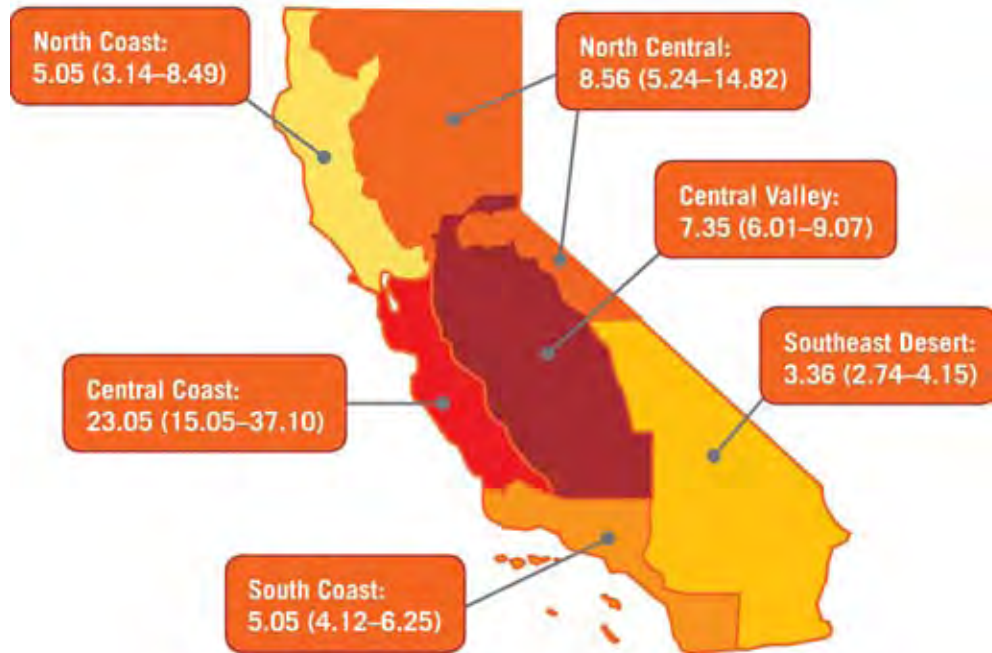 North Coast:
5.05 (3.14–8.49)
North Central:
8.56 (5.24–14.82)
Central Valley:
7.35 (6.01–9.07)
Southeast Desert:
3.36 (2.74–4.15)
Central Coast:
23.05 (15.05–37.10)
South Coast:
5.05 (4.12–6.25)